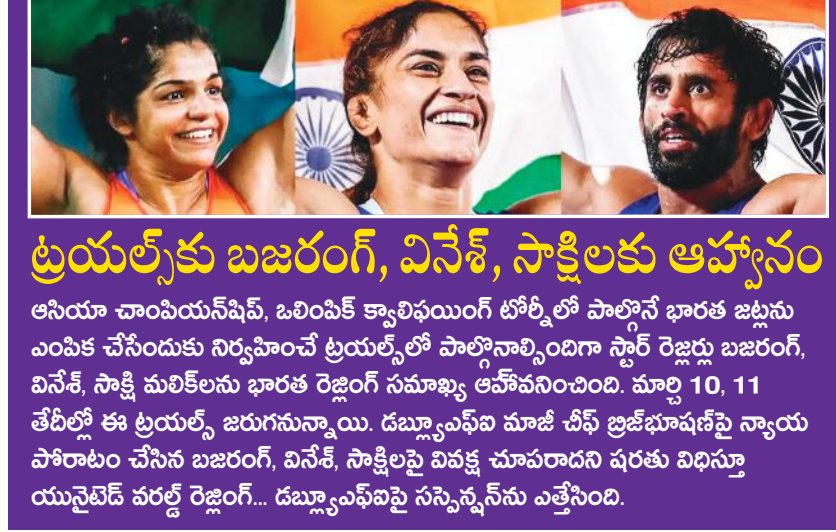 ట్రయల్స్‌కు బజరంగ్, వినేశ్, సాక్షిలకు ఆహ్వానం
ఆసియా చాంపియన్‌షిప్, ఒలింపిక్ క్వాలిఫయింగ్ టోర్నీలో పాల్గొనే భారత జట్లను
ఎంపిక చేసేందుకు నిర్వహించే ట్రయల్స్‌లో పాల్గొనాల్సిందిగా స్టార్ రెజ్లర్లు బజరంగ్,
వినేశ్, సాక్షి మలిక్‌లను భారత రెజ్లింగ్ సమాఖ్య ఆహ్వానించింది. మార్చి 10, 11
తేదీల్లో ఈ ట్రయల్స్ జరుగనున్నాయి. డబ్ల్యూఎఫ్ఐ మాజీ చీఫ్ బ్రిజ్‌భూషణ్‌పై న్యాయ
పోరాటం చేసిన బజరంగ్, వినేశ్, సాక్షిలపై వివక్ష చూపరాదని షరతు విధిస్తూ
యునైటెడ్ వరల్డ్ రెజ్లింగ్... డబ్ల్యూఎఫ్ఐపై సస్పెన్షన్‌ను ఎత్తేసింది.